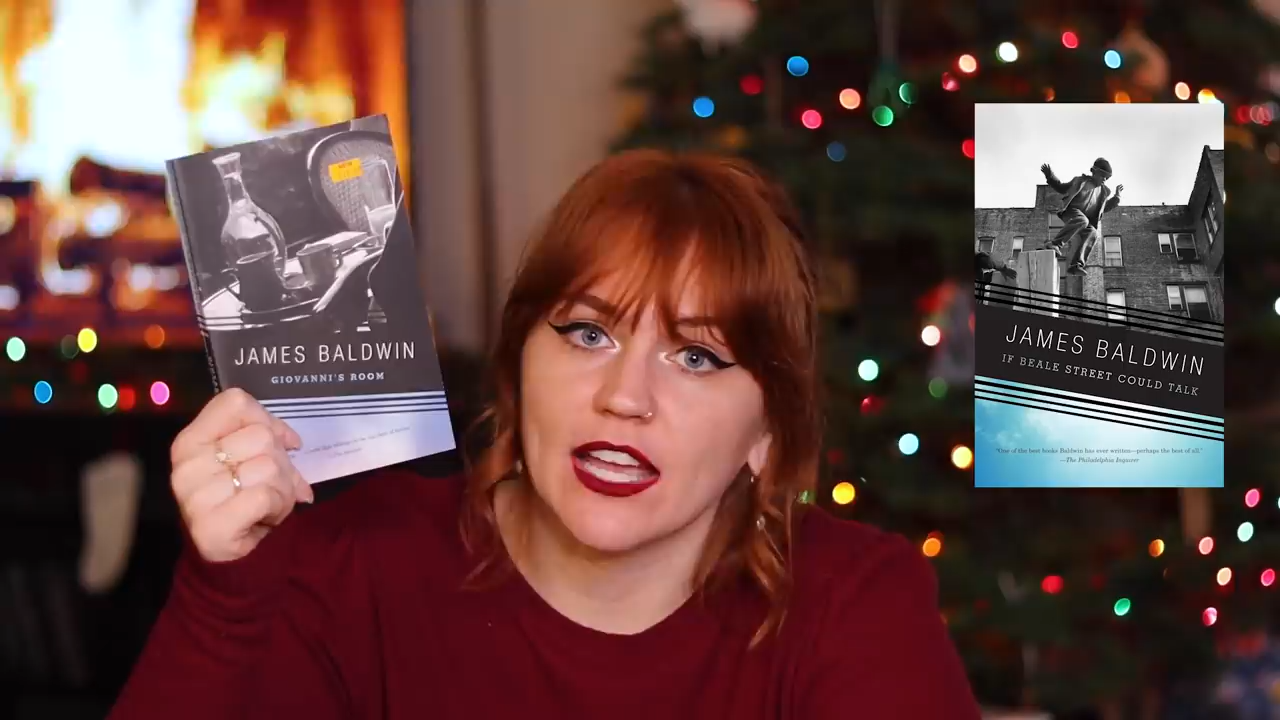 JAMES BALDWIN
GIOVANNI'S ROOM
JAMES BALDWIN
IF BEALE STREET COULD TALK
"One of the best books Baldwin has ever written—perhaps the best of all."
—The Philadelphia Inquirer